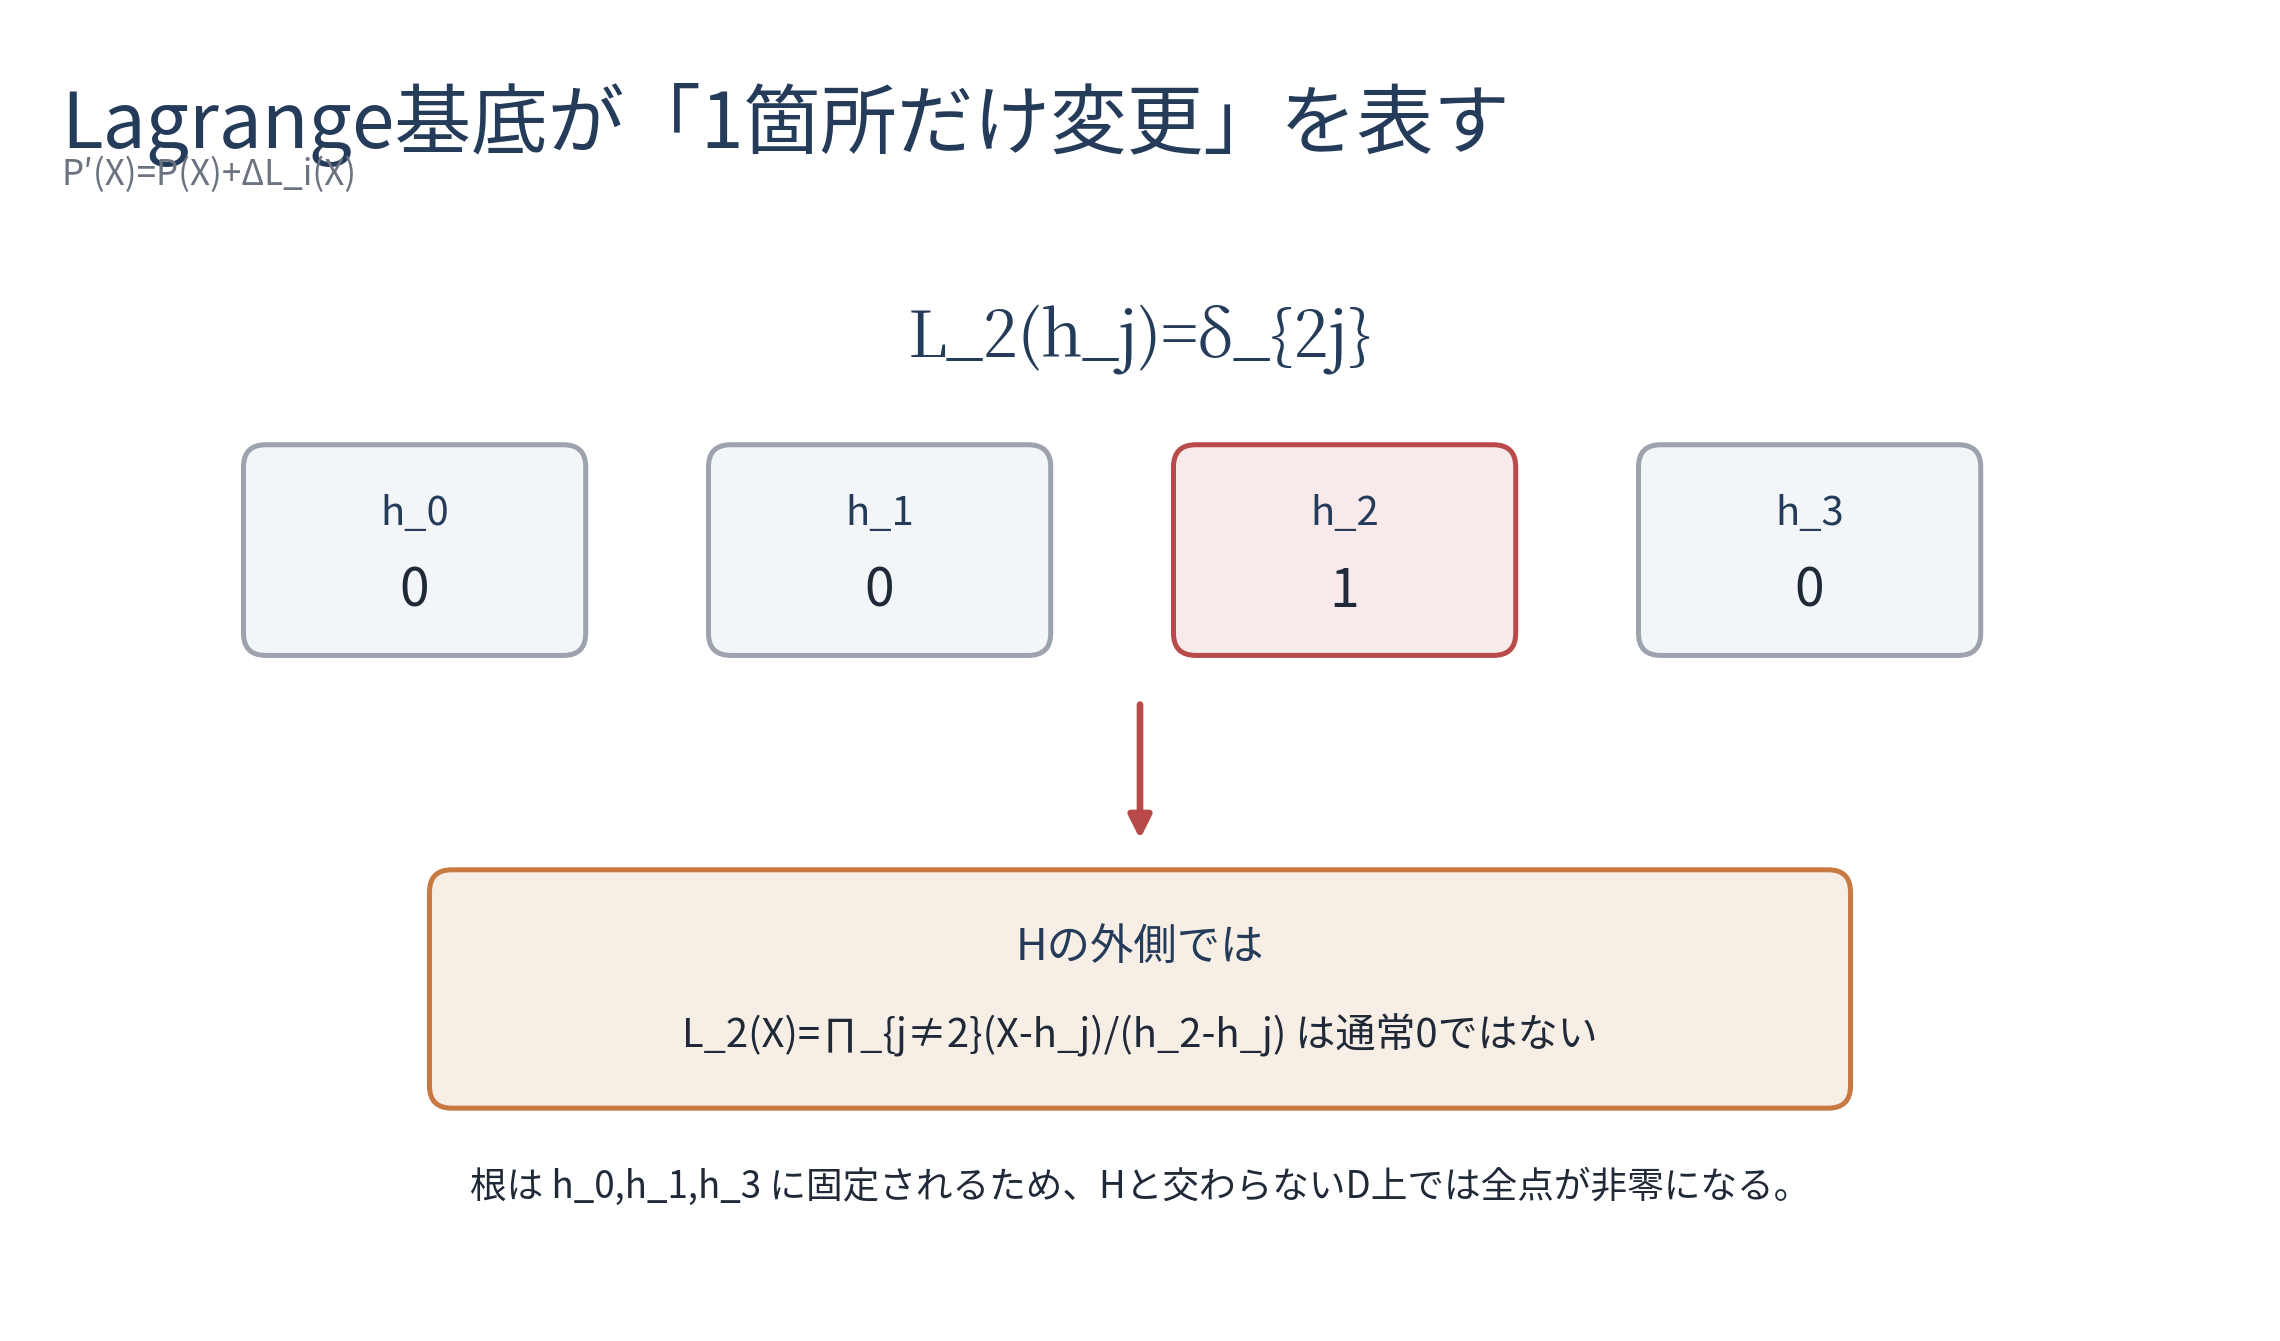 Lagrange基底が「1箇所だけ変更」を表す
P′(X)=P(X)+ΔL_i(X)
L_2(h_j)=δ_{2j}
h_0
0
h_1
0
h_2
1
h_3
0
Hの外側では
L_2(X)=∏_{j≠2}(X-h_j)/(h_2-h_j) は通常0ではない
根は h_0,h_1,h_3 に固定されるため、Hと交わらないD上では全点が非零になる。